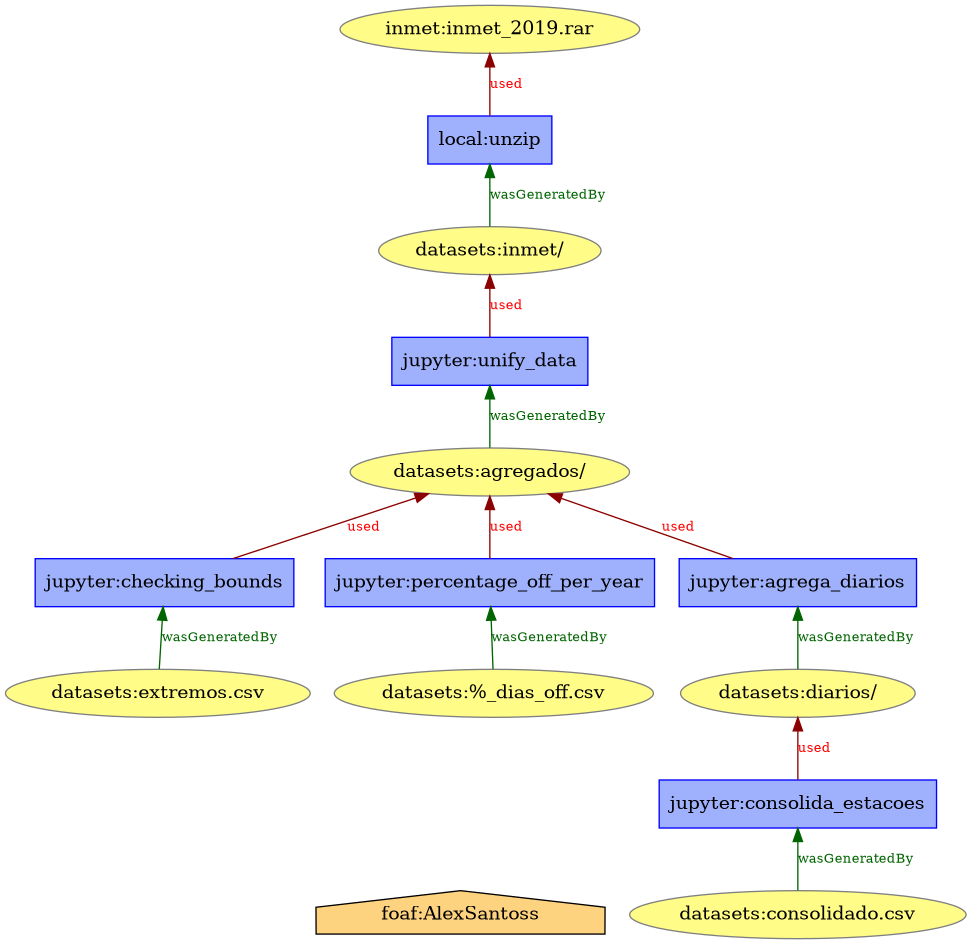 inmet:inmet_2019.rar
used
local:unzip
wasGeneratedBy
datasets:inmet/
used
jupyter:unify_data
wasGeneratedBy
datasets:agregados/
used used used
jupyter:checking_bounds jupyter:percentage_off_per_year jupyter:agrega_diarios
wasGeneratedBy wasGeneratedBy wasGeneratedBy
datasets:extremos.csv datasets:%_dias_off.csv datasets:diarios/
used
jupyter:consolida_estacoes
wasGeneratedBy
foaf:AlexSantoss datasets:consolidado.csv